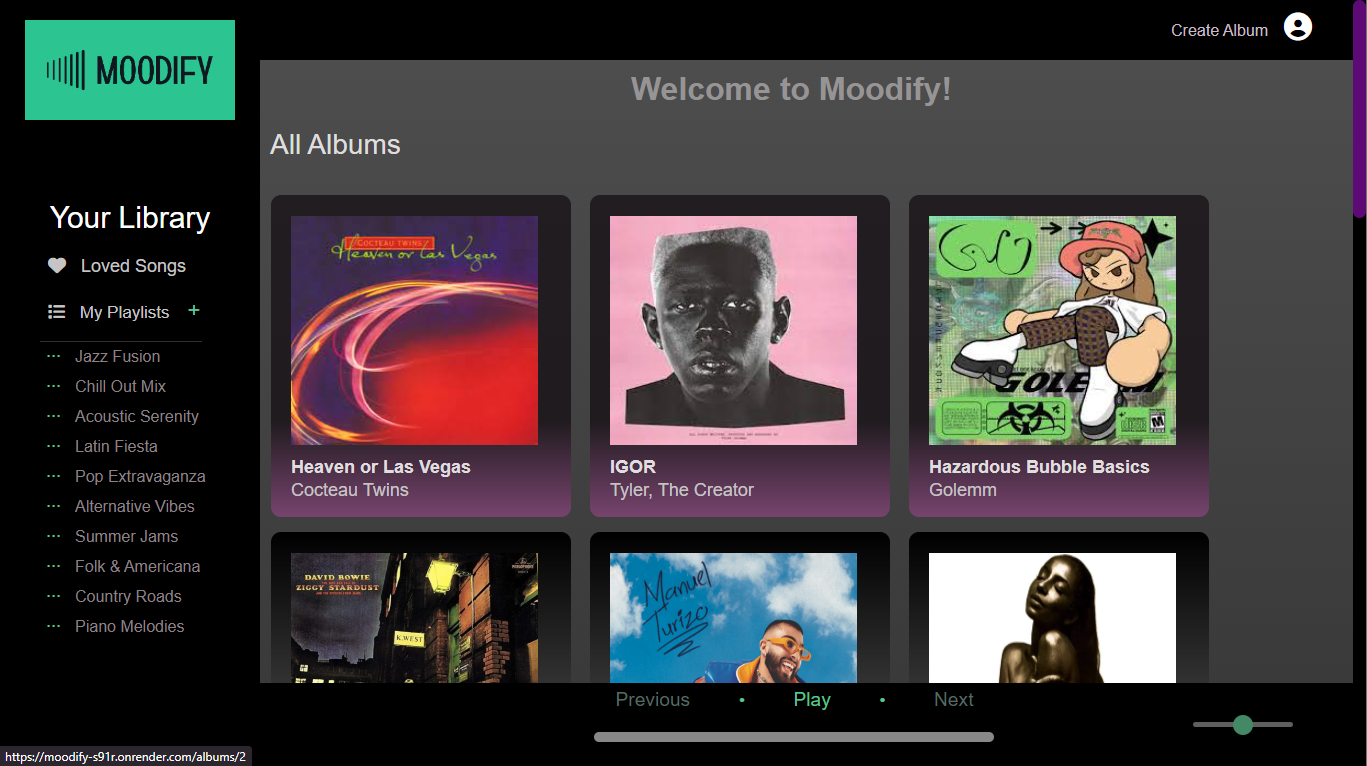 MOODIFY
Create Album
Welcome to Moodify!
All Albums
Your Library
Loved Songs
My Playlists +
Jazz Fusion
Chill Out Mix
Acoustic Serenity
Latin Fiesta
Pop Extravaganza
Alternative Vibes
Summer Jams
Folk & Americana
Country Roads
Piano Melodies
COCTEAU TWINS
Heaven or Las Vegas
Heaven or Las Vegas
Cocteau Twins
IGOR
Tyler, The Creator
GOLEMM
M
Hazardous Bubble Basics
Golemm
DAVID BOWIE
ZIGGY STARDUST
K.WEST
Manuel
Turizo
Previous • Play • Next
https://moodify-s91r.onrender.com/albums/2